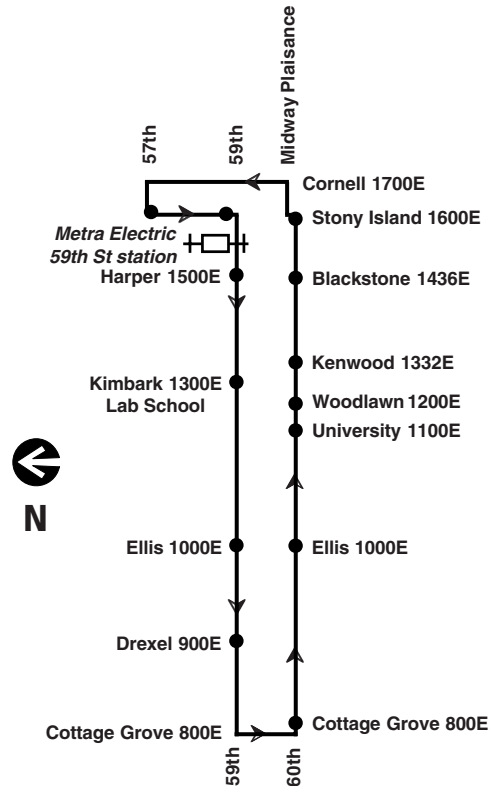 57th
59th
Midway Plaisance
Cornell 1700E
Stony Island 1600E
Metra Electric
59th St station
Harper 1500E
Blackstone 1436E
Kenwood 1332E
Kimbark 1300E
Lab School
Woodlawn 1200E
University 1100E
N
Ellis 1000E
Ellis 1000E
Drexel 900E
Cottage Grove 800E
Cottage Grove 800E
59th
60th